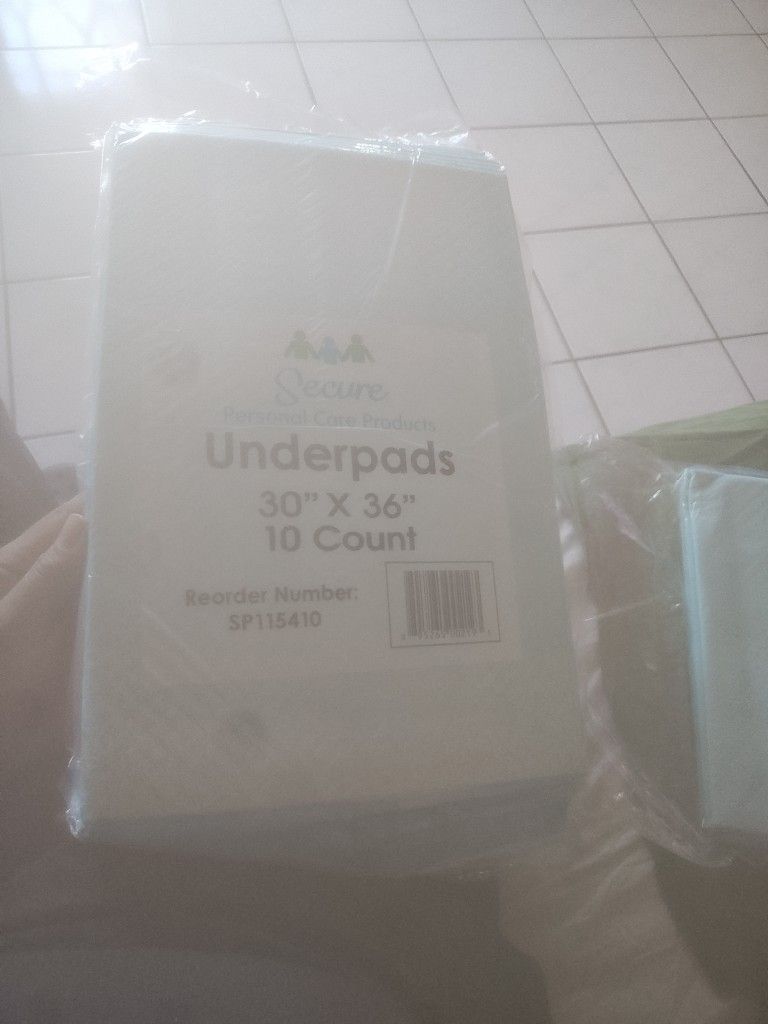 Secure
Personal Care Products
Underpads
30” X 36”
10 Count
Reorder Number:
SP115410